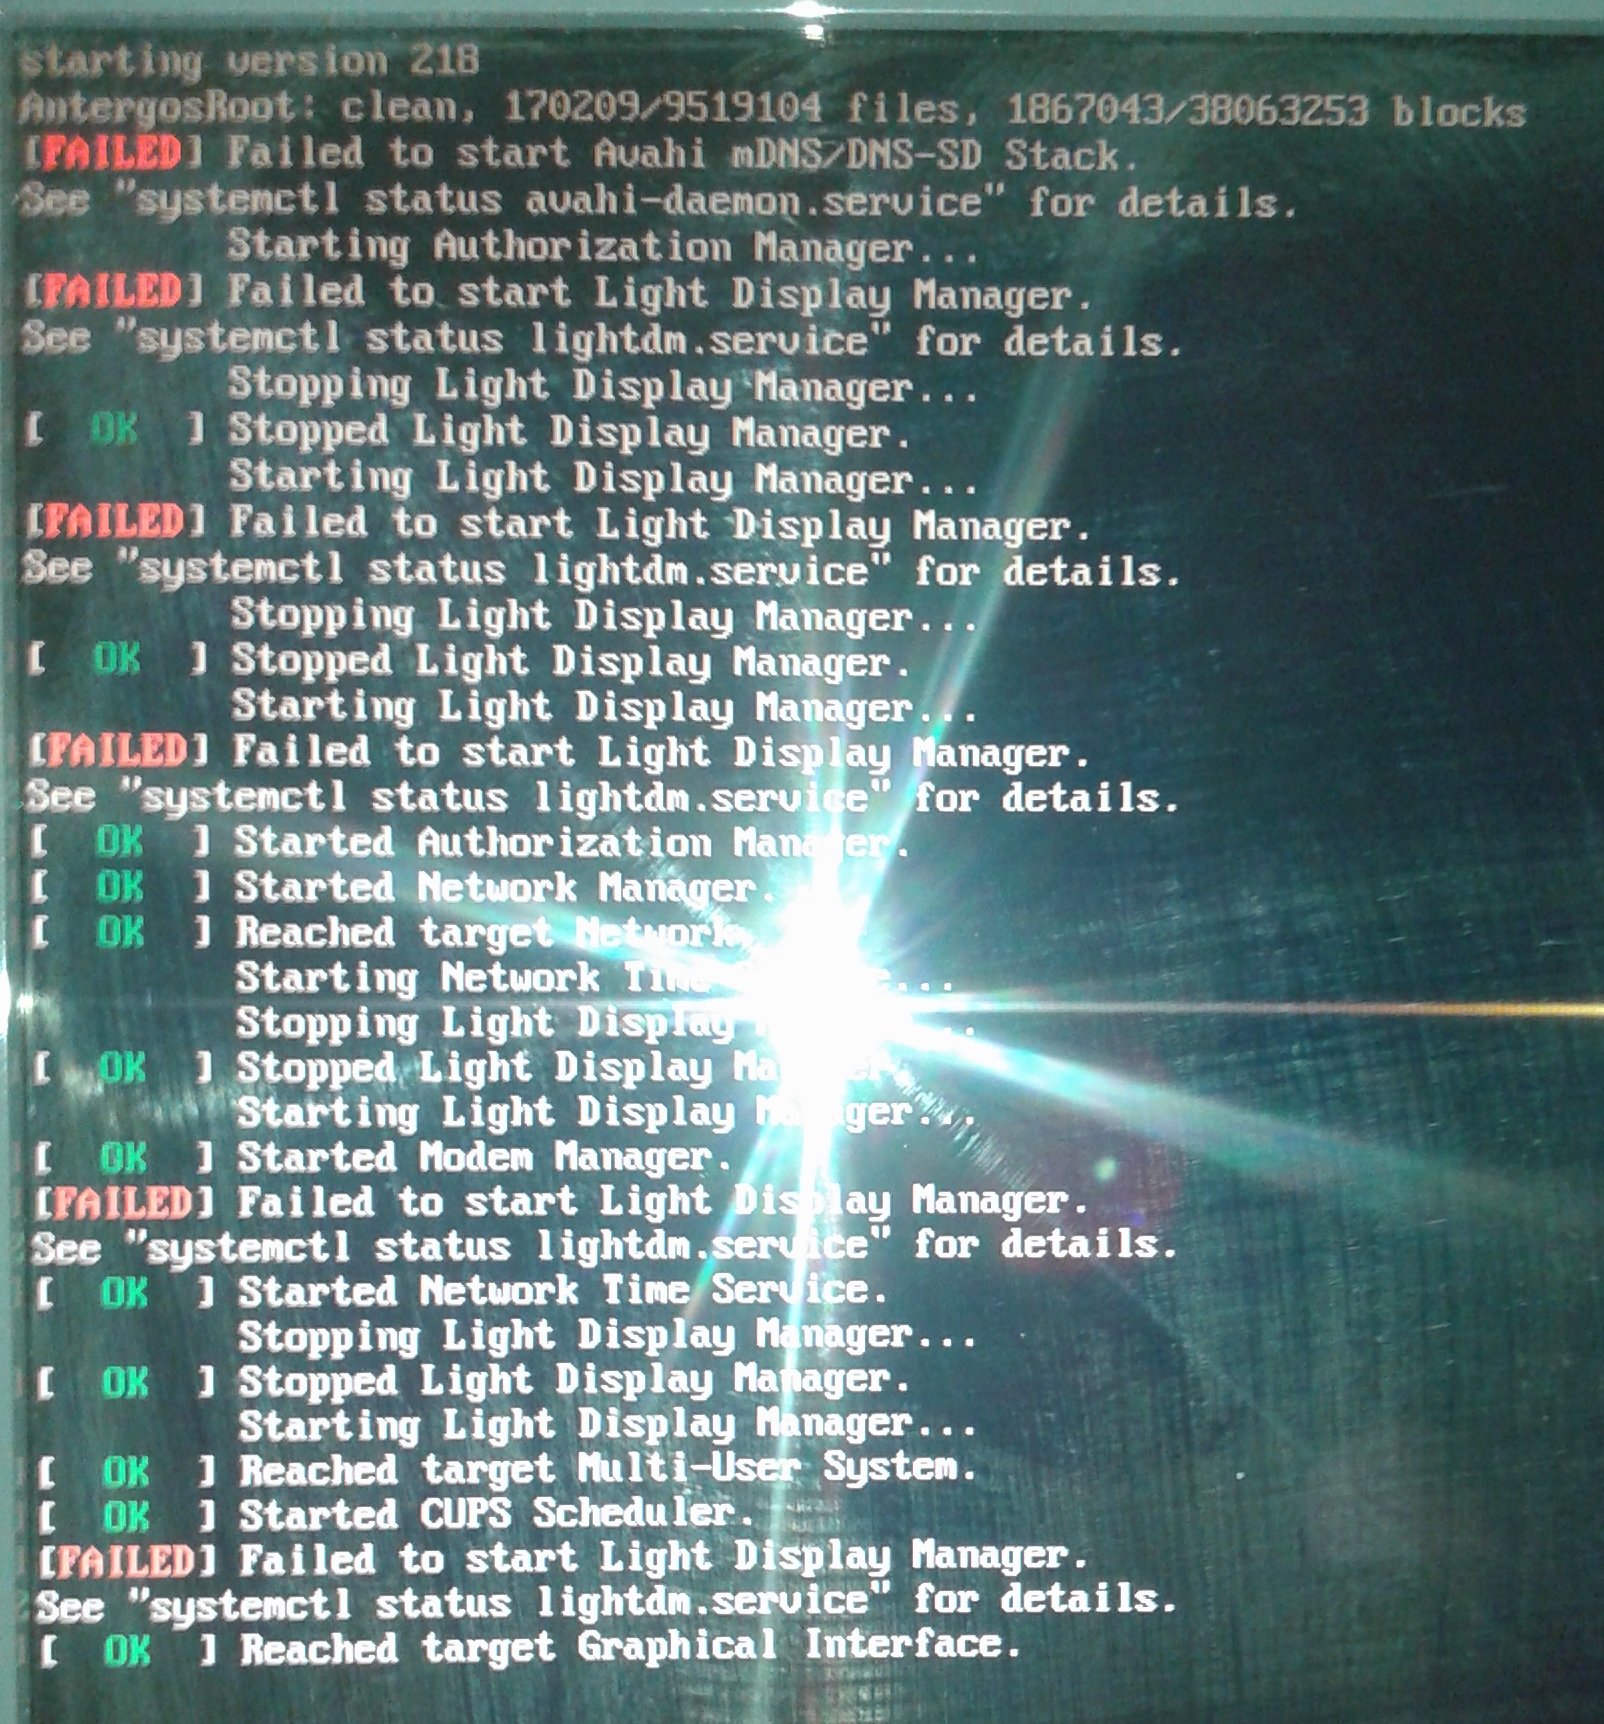 starting version 218
AntergosRoot: clean, 170209/9519104 files, 1867043/38063253 blocks
[FAILED] Failed to start Avahi mDNS/DNS-SD Stack.
See "systemctl status avahi-daemon.service" for details.
Starting Authorization Manager...
[FAILED] Failed to start Light Display Manager.
See "systemctl status lightdm.service" for details.
Stopping Light Display Manager...
[ OK ] Stopped Light Display Manager.
Starting Light Display Manager...
[FAILED] Failed to start Light Display Manager.
See "systemctl status lightdm.service" for details.
Stopping Light Display Manager...
[ OK ] Stopped Light Display Manager.
Starting Light Display Manager...
[FAILED] Failed to start Light Display Manager.
See "systemctl status lightdm.service" for details.
[ OK ] Started Authorization Manager.
[ OK ] Started Network Manager.
[ OK ] Reached target Network.
Starting Network Time ...
Stopping Light Display ...
[ OK ] Stopped Light Display Manager.
Starting Light Display Manager...
[ OK ] Started Modem Manager.
[FAILED] Failed to start Light Display Manager.
See "systemctl status lightdm.service" for details.
[ OK ] Started Network Time Service.
Stopping Light Display Manager...
[ OK ] Stopped Light Display Manager.
Starting Light Display Manager...
[ OK ] Reached target Multi-User System.
[ OK ] Started CUPS Scheduler.
[FAILED] Failed to start Light Display Manager.
See "systemctl status lightdm.service" for details.
[ OK ] Reached target Graphical Interface.